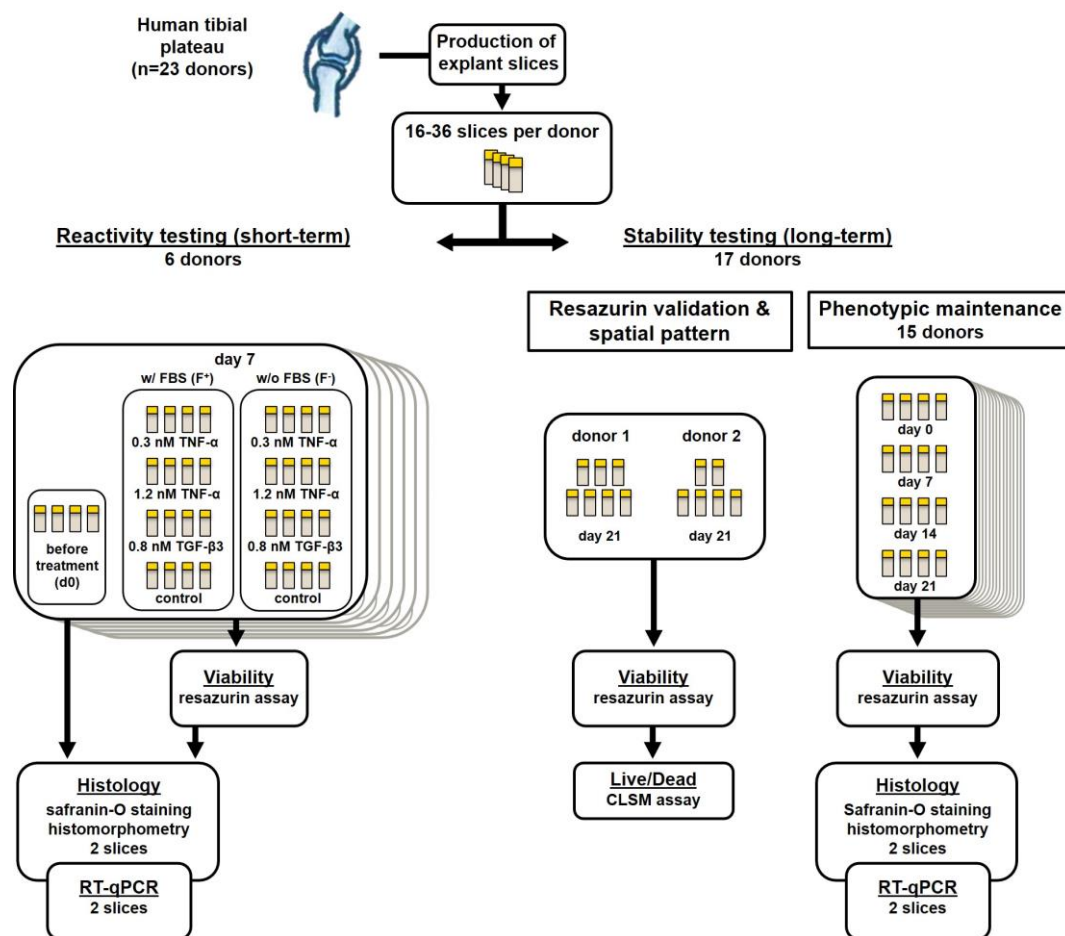 Human tibial
plateau
(n=23 donors)
Production of
explant slices
16-36 slices per donor
Reactivity testing (short-term)
6 donors
Stability testing (long-term)
17 donors
Resazurin validation &
spatial pattern
Phenotypic maintenance
15 donors
day 7
w/ FBS (F⁺)
w/o FBS (F⁻)
0.3 nM TNF-α
0.3 nM TNF-α
1.2 nM TNF-α
1.2 nM TNF-α
0.8 nM TGF-β3
0.8 nM TGF-β3
control
control
before
treatment
(d0)
donor 1
donor 2
day 21
day 21
day 0
day 7
day 14
day 21
Viability
resazurin assay
Viability
resazurin assay
Viability
resazurin assay
Histology
safranin-O staining
histomorphometry
2 slices
RT-qPCR
2 slices
Live/Dead
CLSM assay
Histology
Safranin-O staining
histomorphometry
2 slices
RT-qPCR
2 slices